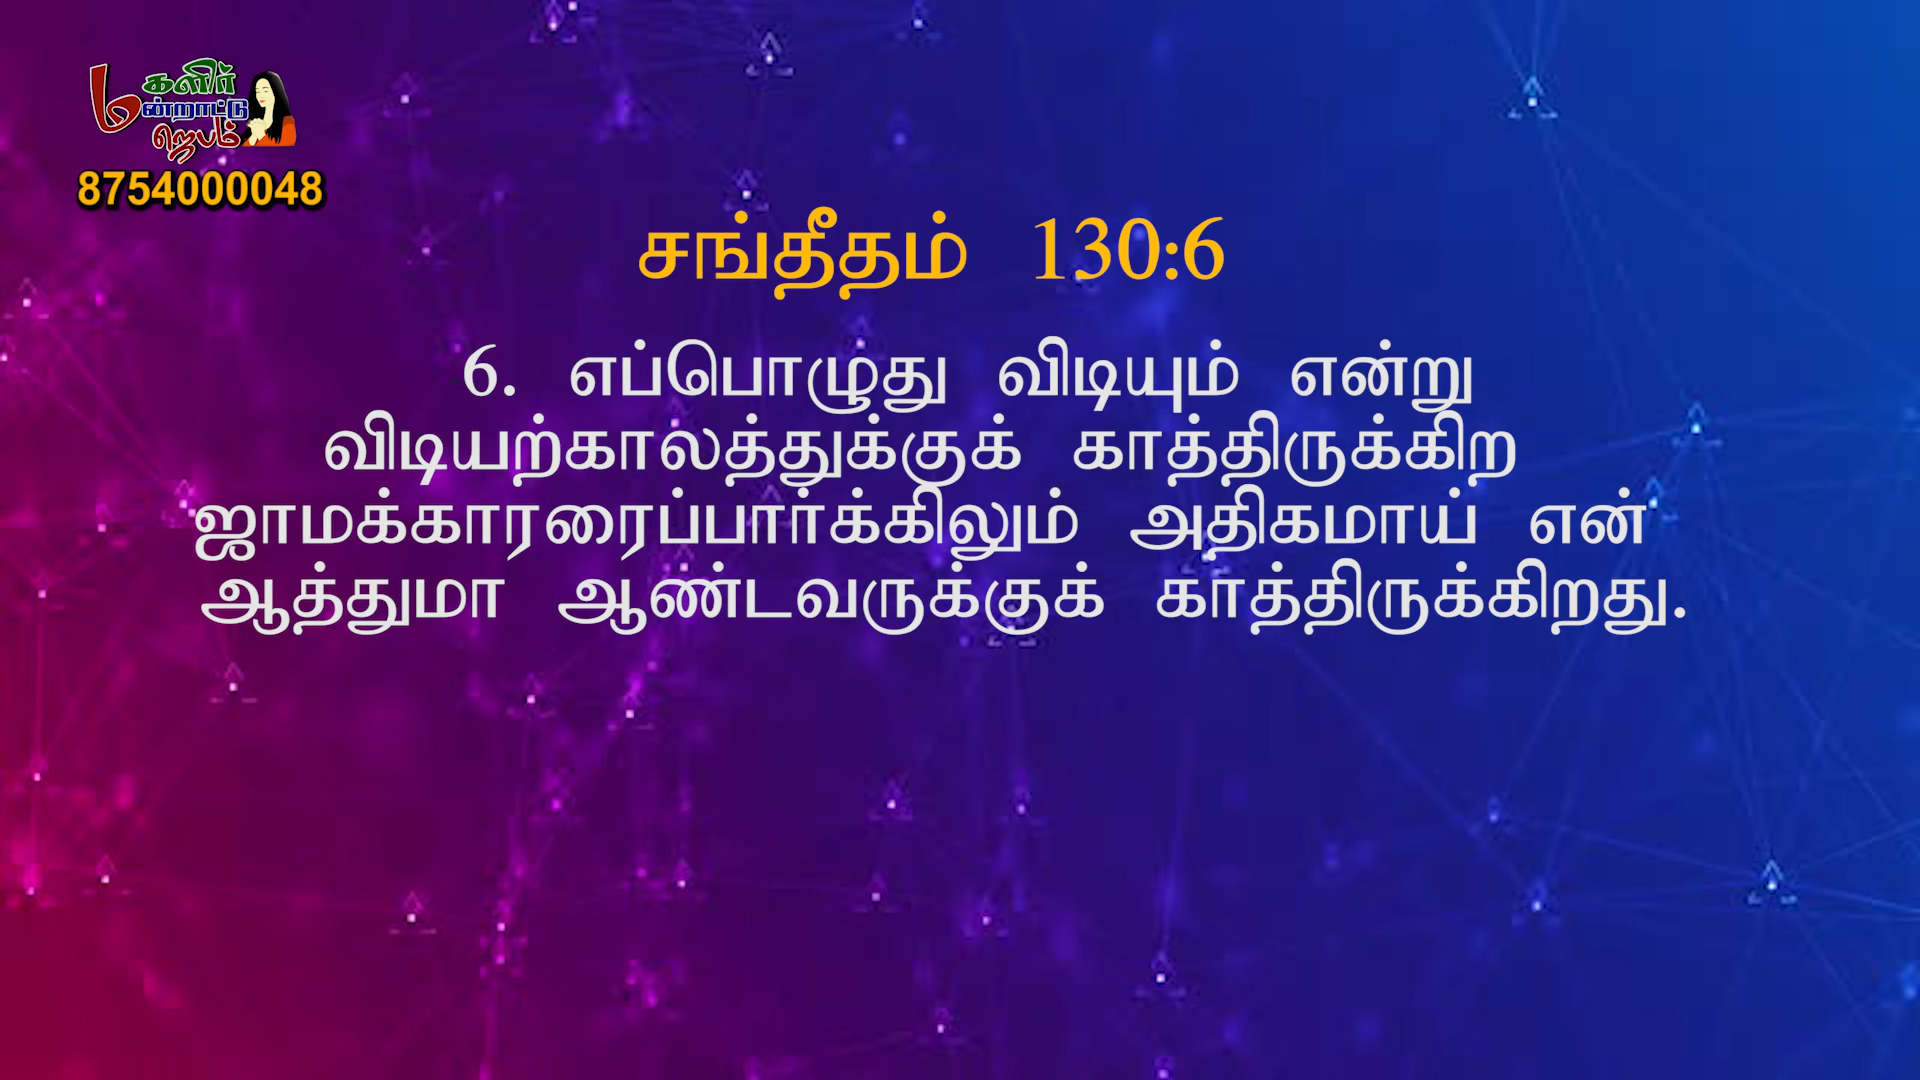 மகளிர்
மன்றாட்டு
ஜெபம்
8754000048
சங்தீதம் 130:6
6. எப்பொழுது விடியும் என்று
விடியற்காலத்துக்குக் காத்திருக்கிற
ஜாமக்காரரைப்பார்க்கிலும் அதிகமாய் என்
ஆத்துமா ஆண்டவருக்குக் காத்திருக்கிறது.